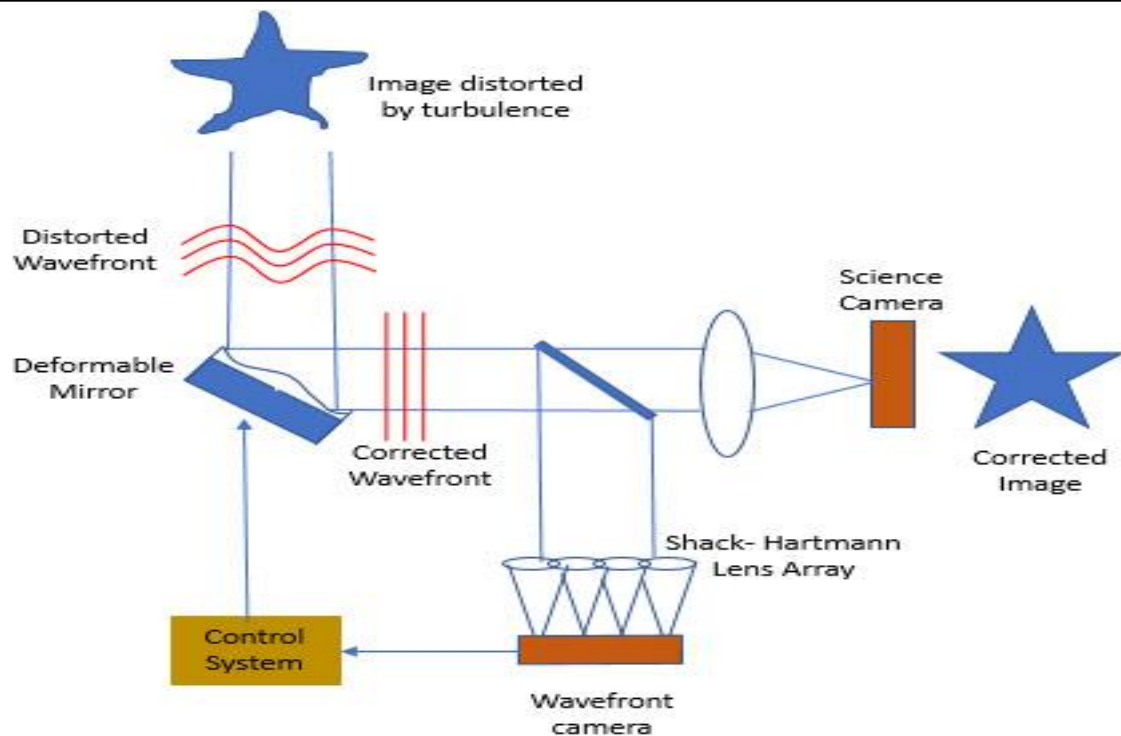 Image distorted
by turbulence
Distorted
Wavefront
Science
Camera
Deformable
Mirror
Corrected
Wavefront
Corrected
Image
Shack- Hartmann
Lens Array
Control
System
Wavefront
camera